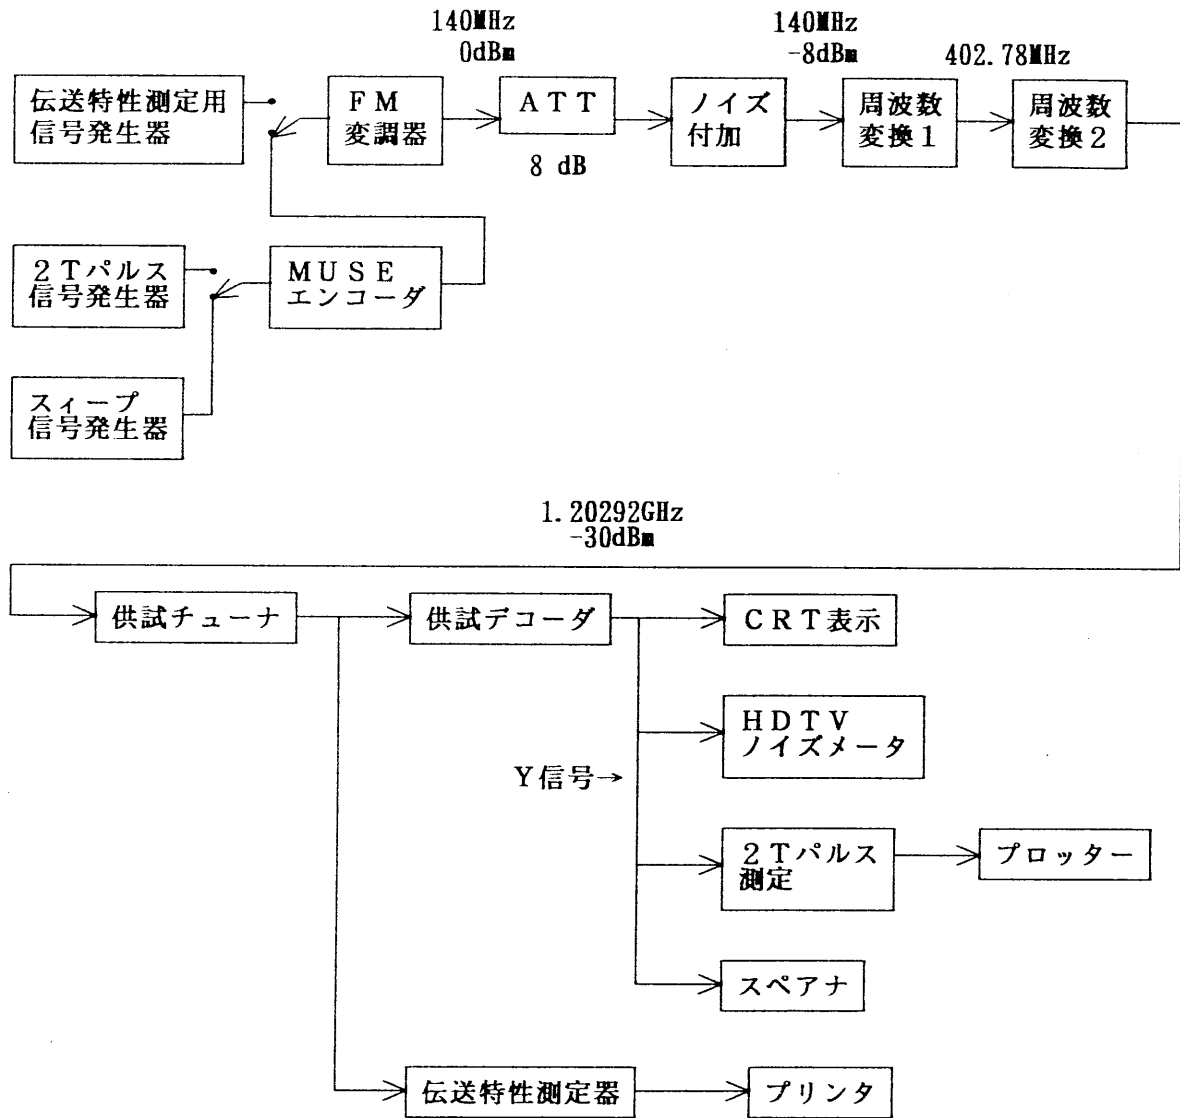 140MHz
0dBm
140MHz
-8dBm
402.78MHz
伝送特性測定用
信号発生器
FM
変調器
ATT
8 dB
ノイズ
付加
周波数
変換1
周波数
変換2
2Tパルス
信号発生器
MUSE
エンコーダ
スィープ
信号発生器
1.20292GHz
-30dBm
供試チューナ
供試デコーダ
CRT表示
HDTV
ノイズメータ
Y信号→
2Tパルス
測定
プロッター
スペアナ
伝送特性測定器
プリンタ